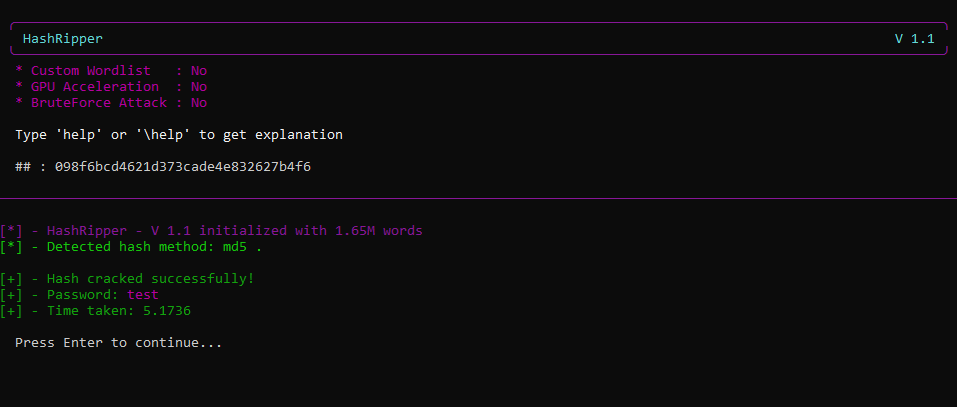 HashRipper V 1.1
* Custom Wordlist : No
* GPU Acceleration : No
* BruteForce Attack : No
Type 'help' or '\help' to get explanation
## : 098f6bcd4621d373cade4e832627b4f6
[*] - HashRipper - V 1.1 initialized with 1.65M words
[*] - Detected hash method: md5 .
[+] - Hash cracked successfully!
[+] - Password: test
[+] - Time taken: 5.1736
Press Enter to continue...